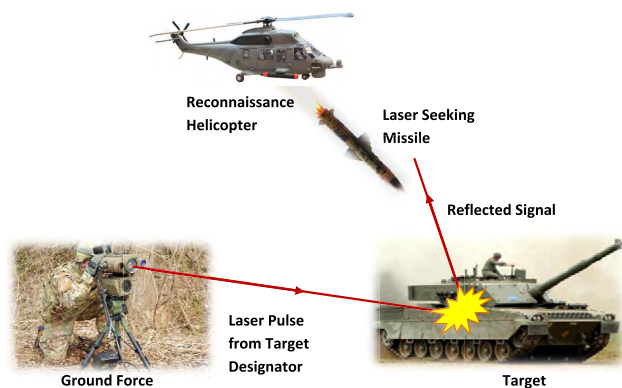 Reconnaissance
Helicopter
Laser Seeking
Missile
Reflected Signal
Laser Pulse
from Target
Designator
Ground Force
Target